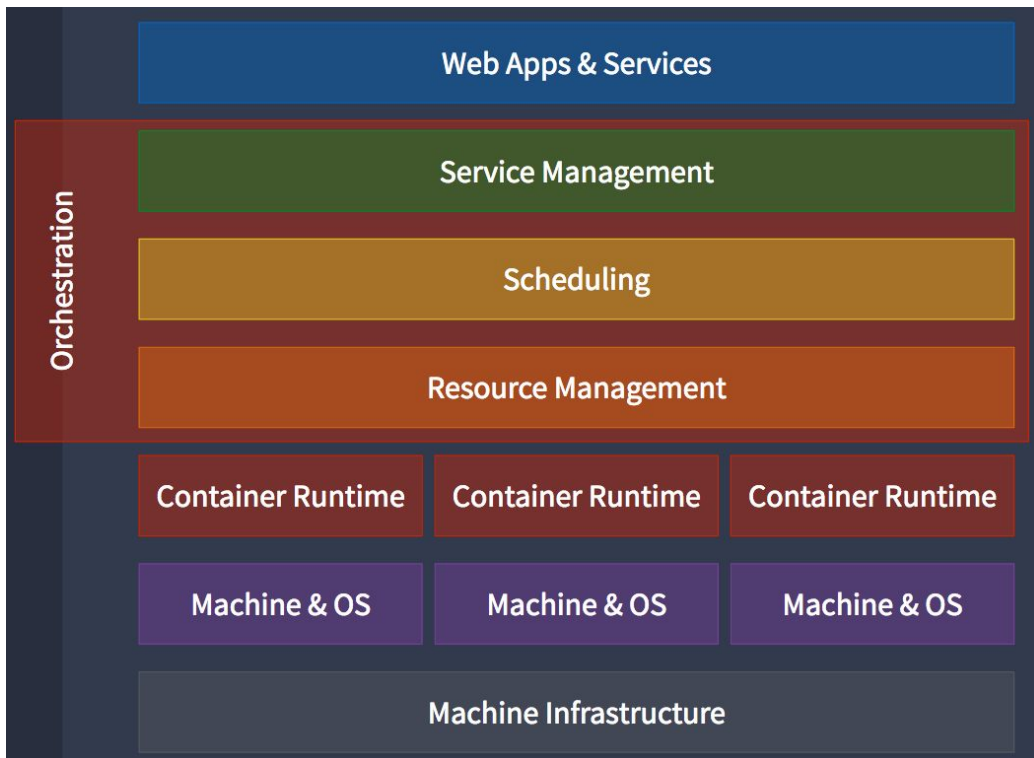 Web Apps & Services
Orchestration
Service Management
Scheduling
Resource Management
Container Runtime
Container Runtime
Container Runtime
Machine & OS
Machine & OS
Machine & OS
Machine Infrastructure